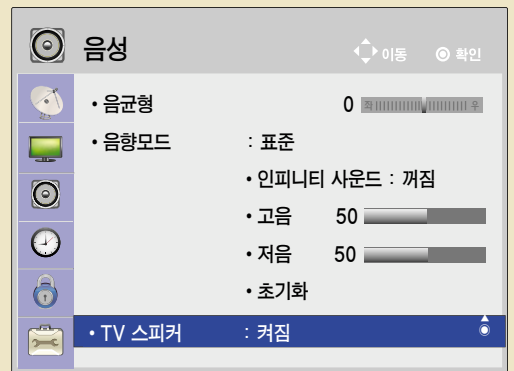 음성 이동 확인
• 음균형 0 좌 우
• 음향모드 : 표준
• 인피니티 사운드 : 꺼짐
• 고음 50
• 저음 50
• 초기화
• TV 스피커 : 켜짐